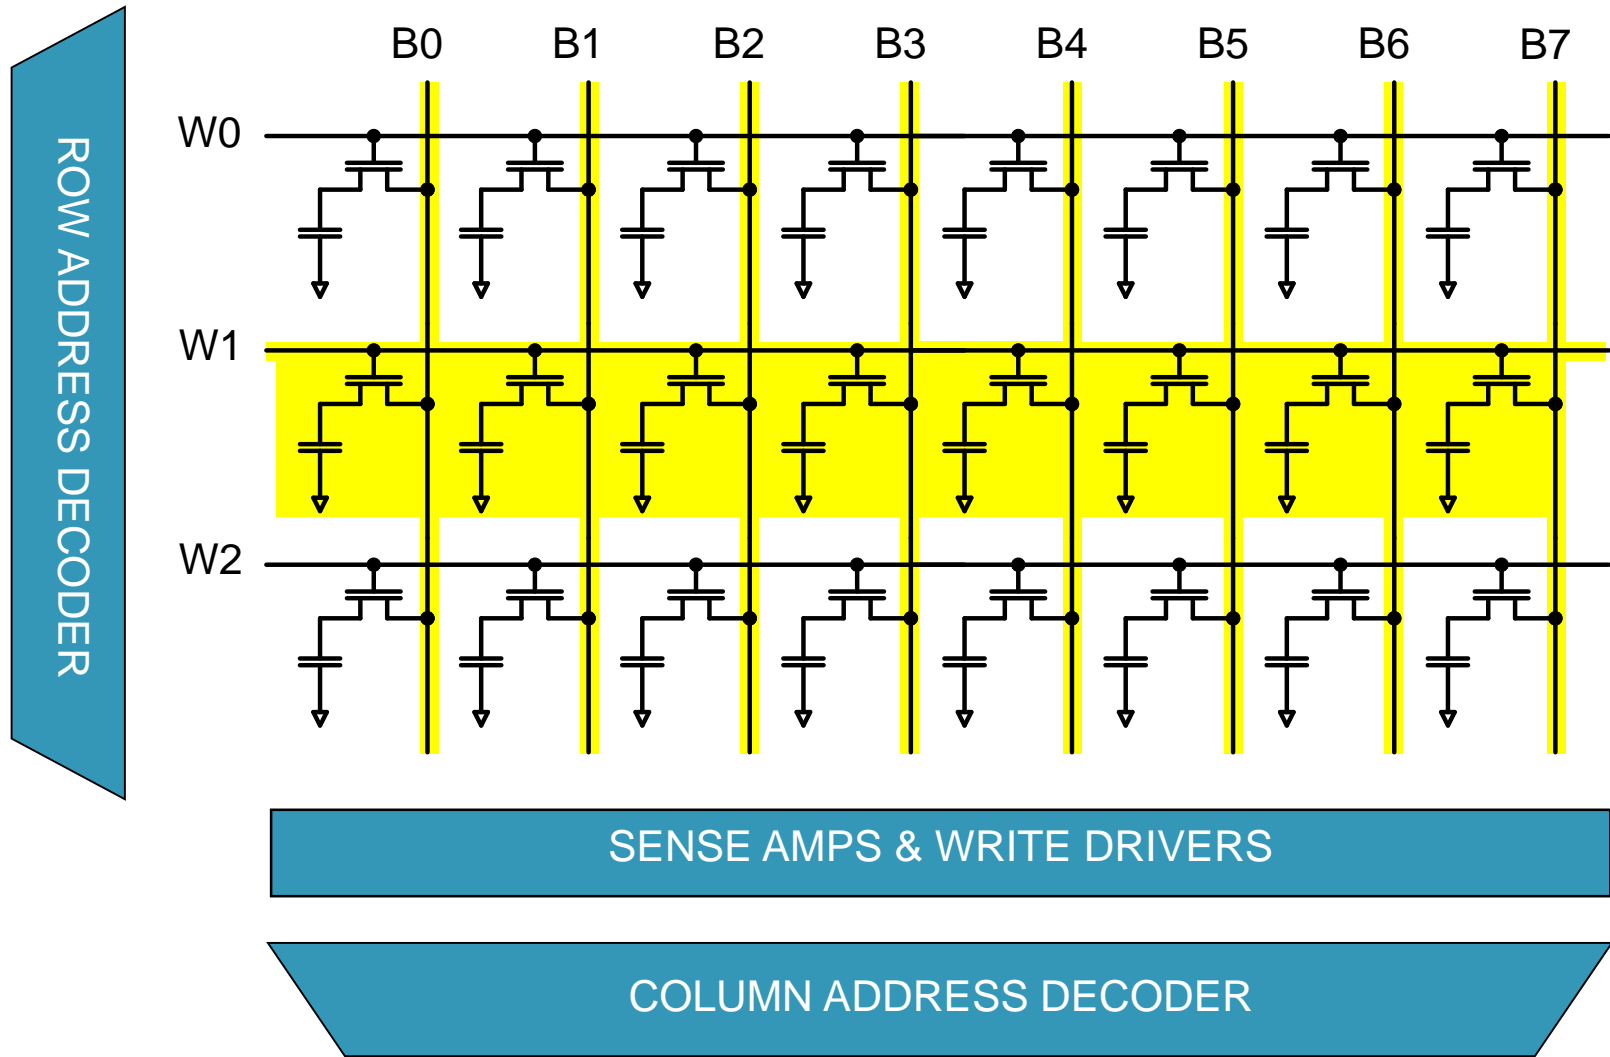 B0 B1 B2 B3 B4 B5 B6 B7
W0
W1
W2
ROW ADDRESS DECODER
SENSE AMPS & WRITE DRIVERS
COLUMN ADDRESS DECODER